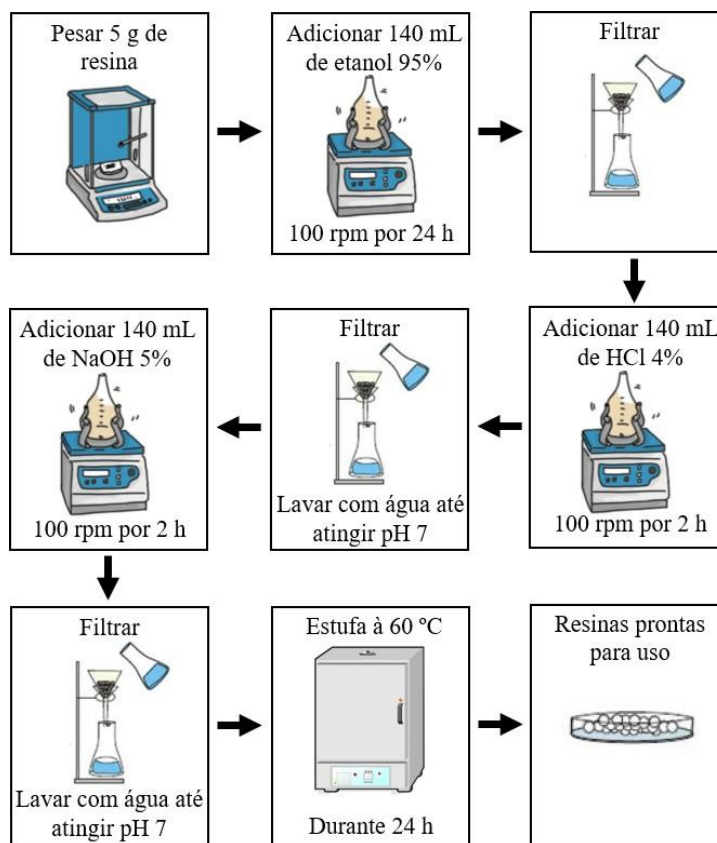 Pesar 5 g de
resina
Adicionar 140 mL
de etanol 95%
100 rpm por 24 h
Filtrar
Adicionar 140 mL
de HCl 4%
100 rpm por 2 h
Filtrar
Lavar com água até
atingir pH 7
Adicionar 140 mL
de NaOH 5%
100 rpm por 2 h
Filtrar
Lavar com água até
atingir pH 7
Estufa à 60 ºC
Durante 24 h
Resinas prontas
para uso